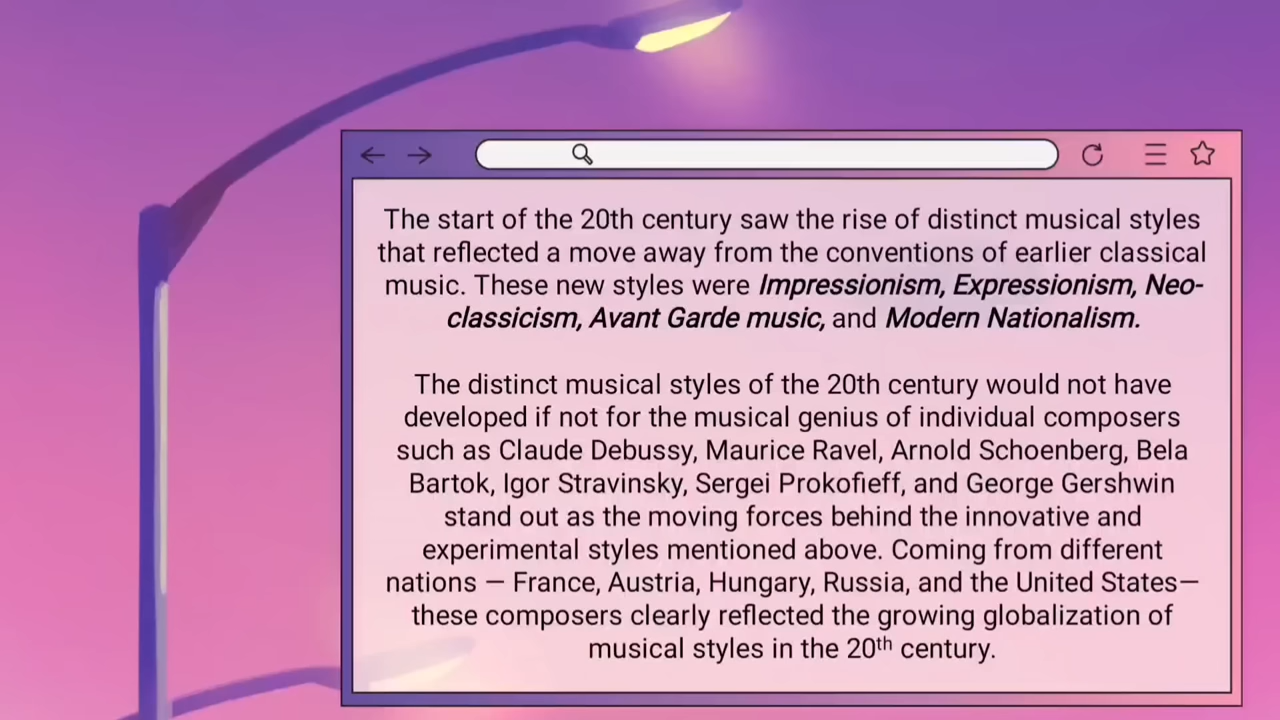 The start of the 20th century saw the rise of distinct musical styles
that reflected a move away from the conventions of earlier classical
music. These new styles were Impressionism, Expressionism, Neo-
classicism, Avant Garde music, and Modern Nationalism.
The distinct musical styles of the 20th century would not have
developed if not for the musical genius of individual composers
such as Claude Debussy, Maurice Ravel, Arnold Schoenberg, Bela
Bartok, Igor Stravinsky, Sergei Prokofieff, and George Gershwin
stand out as the moving forces behind the innovative and
experimental styles mentioned above. Coming from different
nations — France, Austria, Hungary, Russia, and the United States—
these composers clearly reflected the growing globalization of
musical styles in the 20th century.